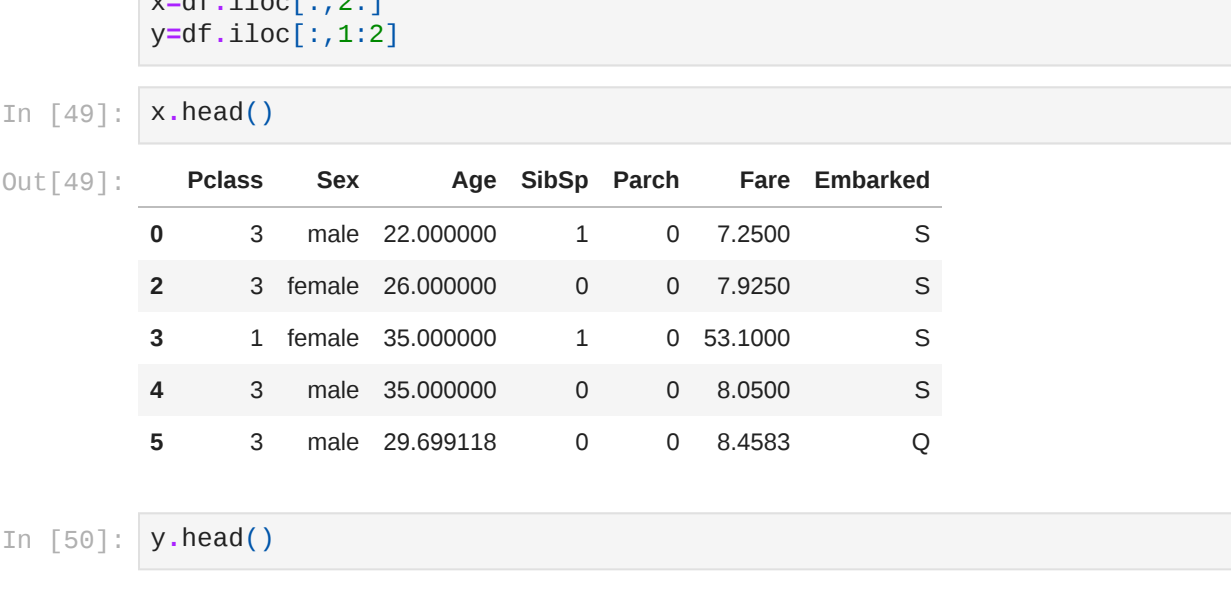 x=df.iloc[:,2:]
y=df.iloc[:,1:2]
In [49]: x.head()
Out[49]: Pclass Sex Age SibSp Parch Fare Embarked
0 3 male 22.000000 1 0 7.2500 S
2 3 female 26.000000 0 0 7.9250 S
3 1 female 35.000000 1 0 53.1000 S
4 3 male 35.000000 0 0 8.0500 S
5 3 male 29.699118 0 0 8.4583 Q
In [50]: y.head()